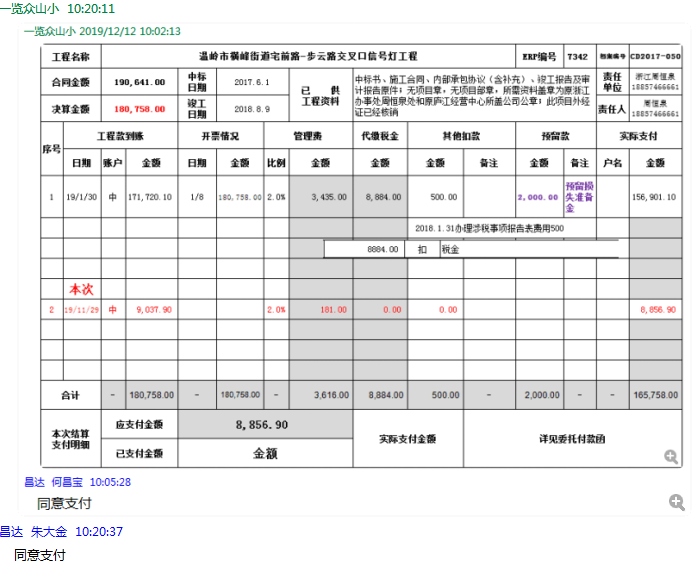 一览众山小 10:20:11
一览众山小 2019/12/12 10:02:13
工程名称 温岭市横峰街道宅前路-步云路交叉口信号灯工程 ERP编号 7342 档案编号 CD2017-050
合同金额 190,641.00 中标日期 2017.6.1 已供工程资料 中标书、施工合同、内部承包协议(含补充)、竣工报告及审计报告原件;无项目章,无项目部章,所需资料盖章为原浙江办事处周恒泉处和原庐江经营中心所盖公司公章;此项目外经证已经核销 责任单位 浙江周恒泉 18857466661
决算金额 180,758.00 竣工日期 2018.8.9 责任人 周恒泉 18857466661
序号 工程款到账 开票情况 管理费 代缴税金 其他扣款 预留款 实际支付
日期 账户 金额 日期 金额 比例 金额 金额 金额 备注 金额 备注 户名 金额
1 19/1/30 中 171,720.10 1/8 180,758.00 2.0% 3,435.00 8,884.00 500.00 2,000.00 预留损失准备金 156,901.10
2018.1.31办理涉税事项报告表费用500
8884.00 扣 税金
本次
2 19/11/29 中 9,037.90 2.0% 181.00 0.00 0.00 8,856.90
合计 - 180,758.00 - 180,758.00 - 3,616.00 8,884.00 500.00 - 2,000.00 - - 165,758.00
本次结算支付明细 应支付金额 8,856.90 实际支付金额 详见委托付款函
已支付金额 金额
昌达 何昌宝 10:05:28
同意支付
昌达 朱大金 10:20:37
同意支付